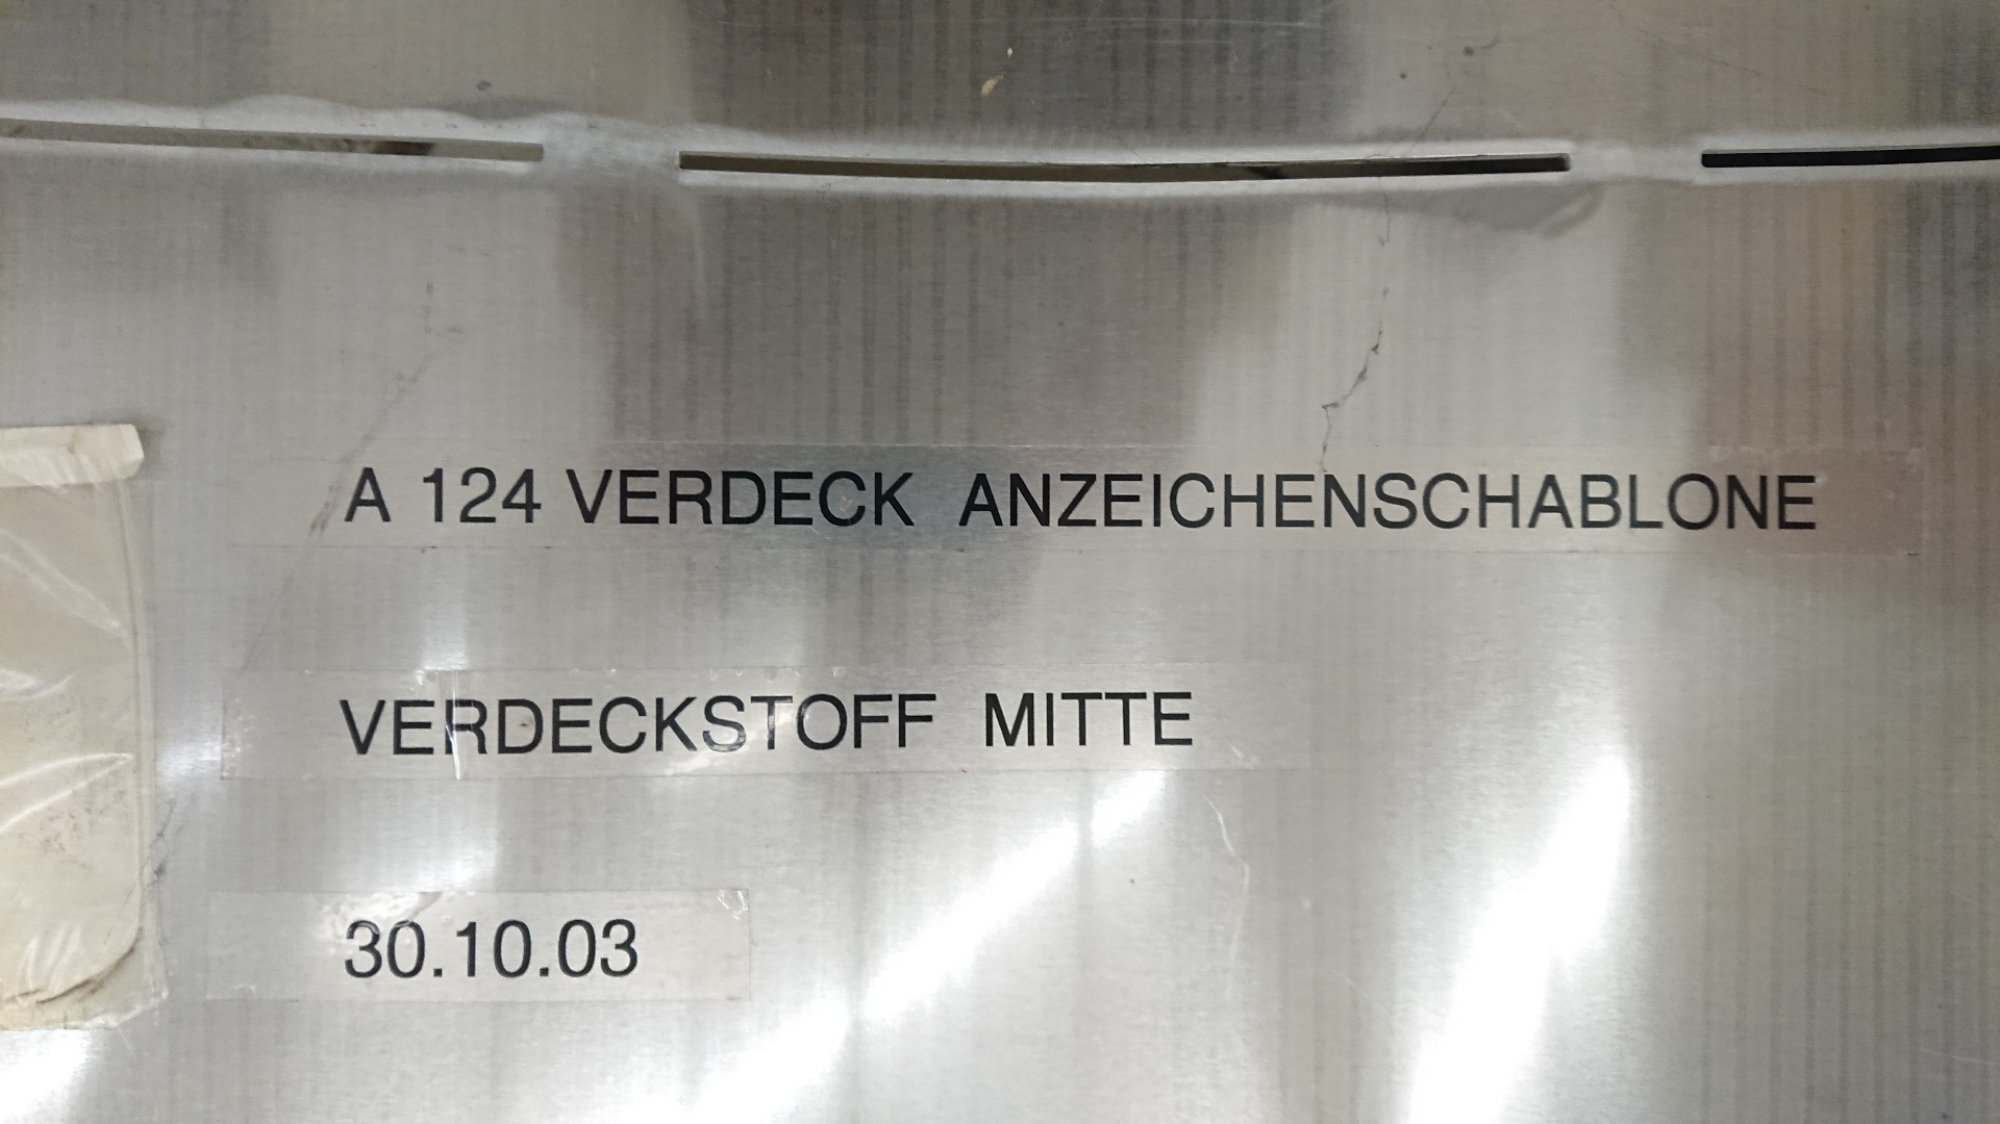 A 124 VERDECK ANZEICHENSCHABLONE
VERDECKSTOFF MITTE
30.10.03